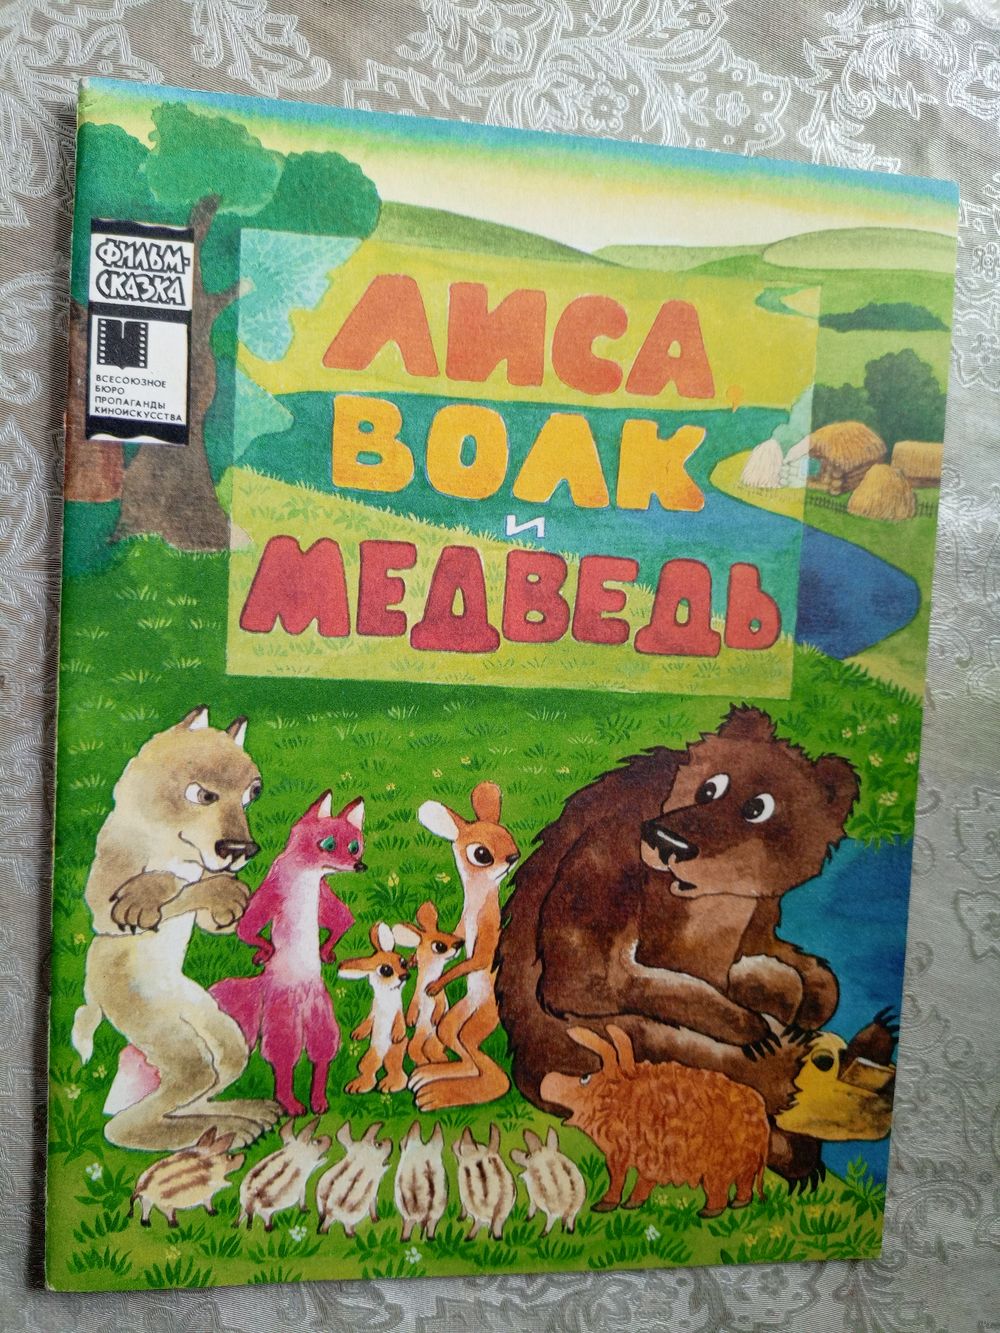 ФИЛЬМ-
СКАЗКА
ВСЕСОЮЗНОЕ
БЮРО
ПРОПАГАНДЫ
КИНОИСКУССТВА
ЛИСА,
ВОЛК
И
МЕДВЕДЬ